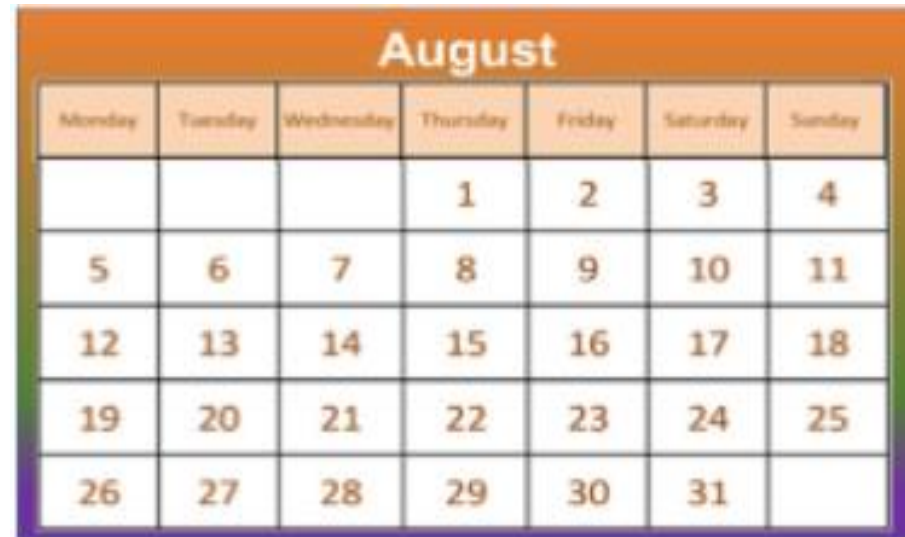 August
Monday Tuesday Wednesday Thursday Friday Saturday Sunday
1 2 3 4
5 6 7 8 9 10 11
12 13 14 15 16 17 18
19 20 21 22 23 24 25
26 27 28 29 30 31